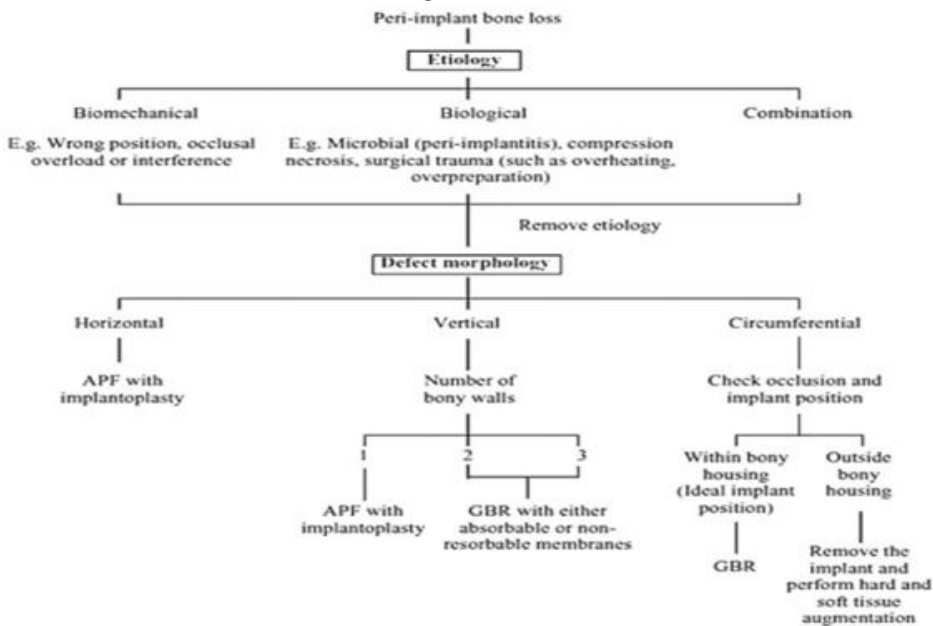 Peri-implant bone loss
Etiology
Biomechanical
Biological
Combination
E.g. Wrong position, occlusal
overload or interference
E.g. Microbial (peri-implantitis), compression
necrosis, surgical trauma (such as overheating,
overpreparation)
Remove etiology
Defect morphology
Horizontal
Vertical
Circumferential
APF with
implantoplasty
Number of
bony walls
Check occlusion and
implant position
1
2
3
APF with
implantoplasty
GBR with either
absorbable or non-
resorbable membranes
Within bony
housing
(Ideal implant
position)
Outside
bony
housing
GBR
Remove the
implant and
perform hard and
soft tissue
augmentation